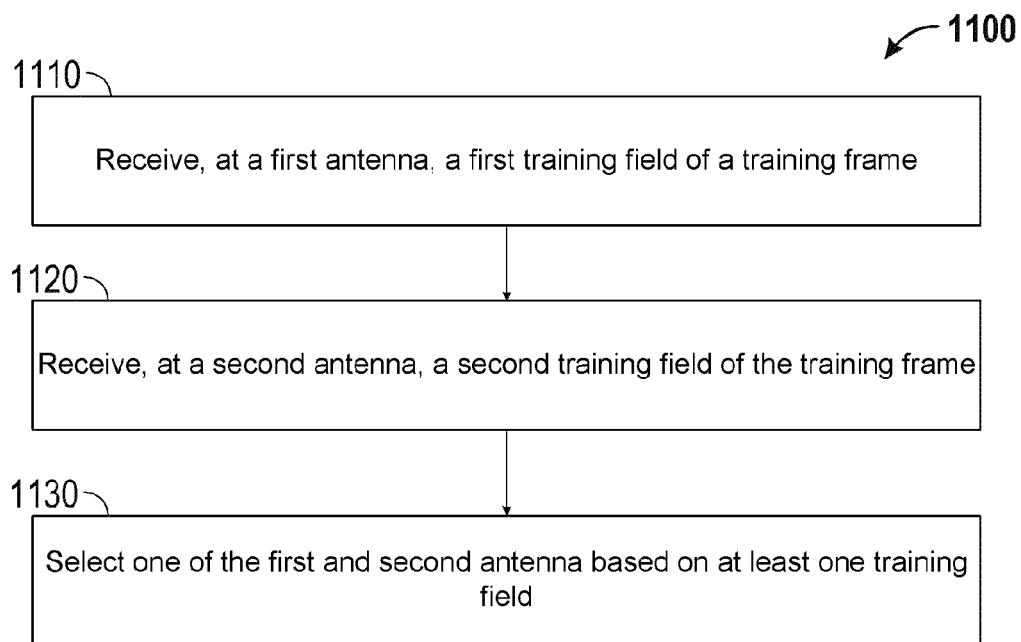 1100
1110
Receive, at a first antenna, a first training field of a training frame
1120
Receive, at a second antenna, a second training field of the training frame
1130
Select one of the first and second antenna based on at least one training
field